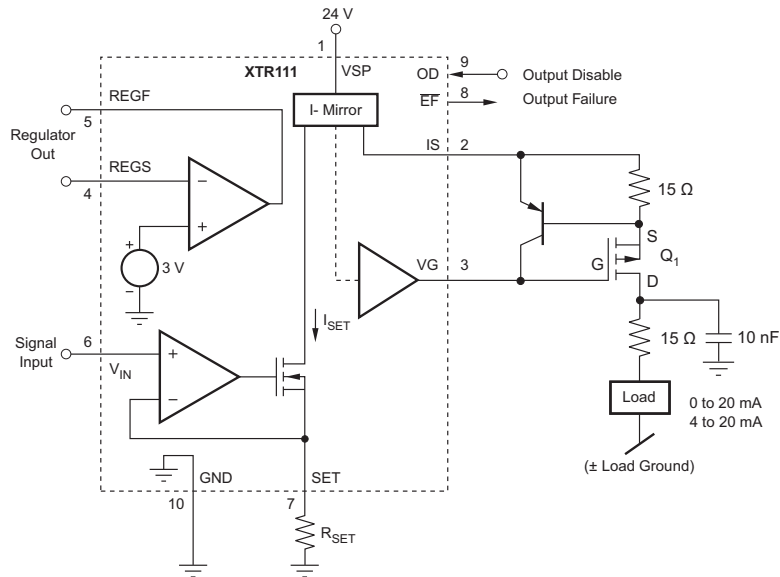 24 V
1
XTR111
VSP
OD
9
Output Disable
EF
8
Output Failure
I- Mirror
REGF
5
Regulator
Out
REGS
4
IS
2
15 Ω
S
Q1
G
D
VG
3
3 V
ISET
15 Ω
10 nF
Signal
Input
6
VIN
Load
0 to 20 mA
4 to 20 mA
(± Load Ground)
GND
10
SET
7
RSET
+
−
−
+
+
−